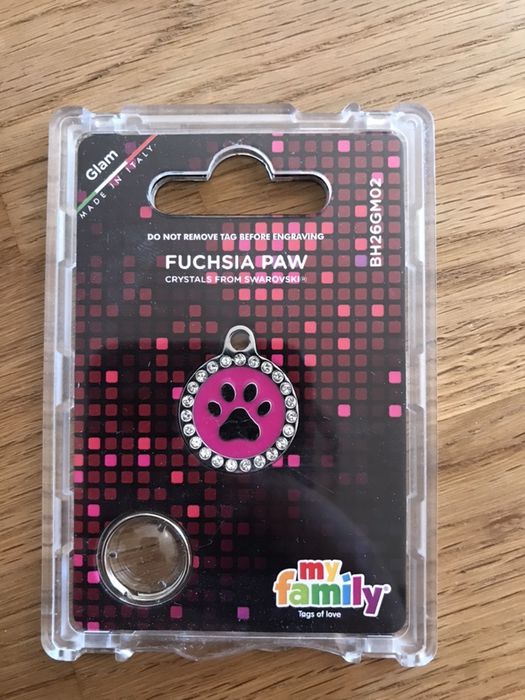 Glam
MADE IN ITALY
BH26GM02
DO NOT REMOVE TAG BEFORE ENGRAVING
FUCHSIA PAW
CRYSTALS FROM SWAROVSKI®
my
family®
Tags of love